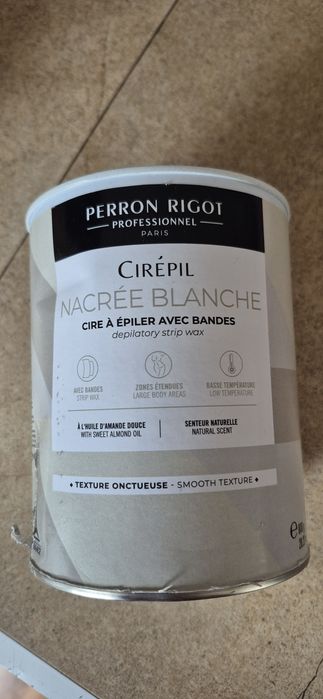 PERRON RIGOT
PROFESSIONNEL
PARIS
CIRÉPIL
NACRÉE BLANCHE
CIRE À ÉPILER AVEC BANDES
depilatory strip wax
AVEC BANDES
STRIP WAX
ZONES ÉTENDUES
LARGE BODY AREAS
BASSE TEMPÉRATURE
LOW TEMPERATURE
À L'HUILE D'AMANDE DOUCE
WITH SWEET ALMOND OIL
SENTEUR NATURELLE
NATURAL SCENT
♦ TEXTURE ONCTUEUSE - SMOOTH TEXTURE ♦